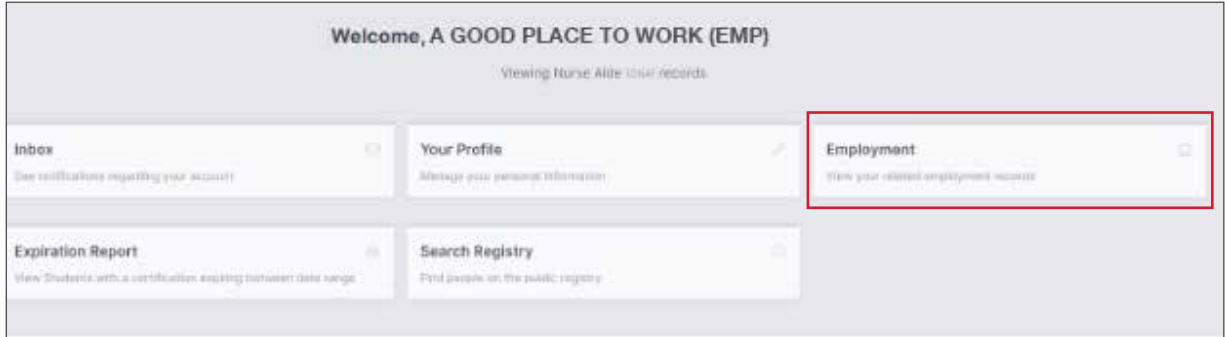 Welcome, A GOOD PLACE TO WORK (EMP)
Viewing Nurse Aide (CNA) records
Inbox
See notifications regarding your account
Your Profile
Manage your personal information
Employment
View your related employment records
Expiration Report
View Students with a certification expiring between date range
Search Registry
Find people on the public registry